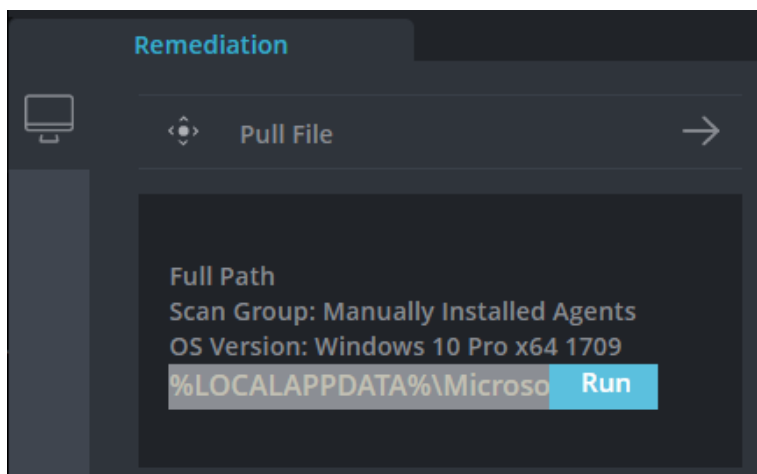 Remediation
Pull File
Full Path
Scan Group: Manually Installed Agents
OS Version: Windows 10 Pro x64 1709
%LOCALAPPDATA%\Microso Run